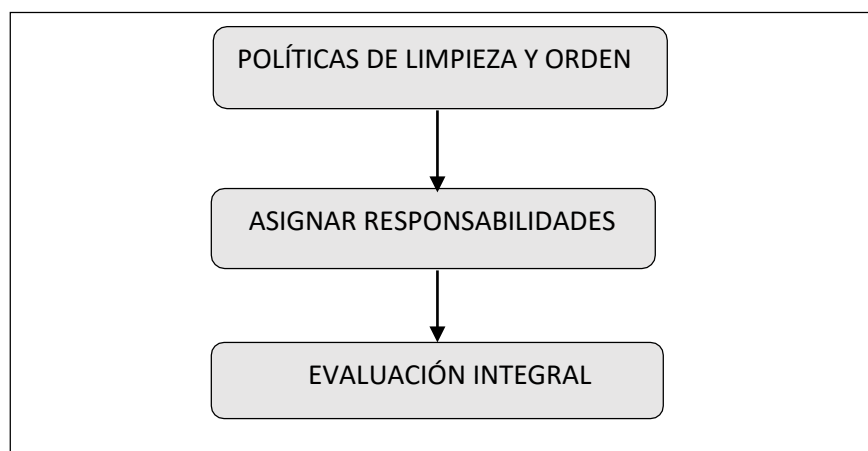 POLÍTICAS DE LIMPIEZA Y ORDEN
ASIGNAR RESPONSABILIDADES
EVALUACIÓN INTEGRAL